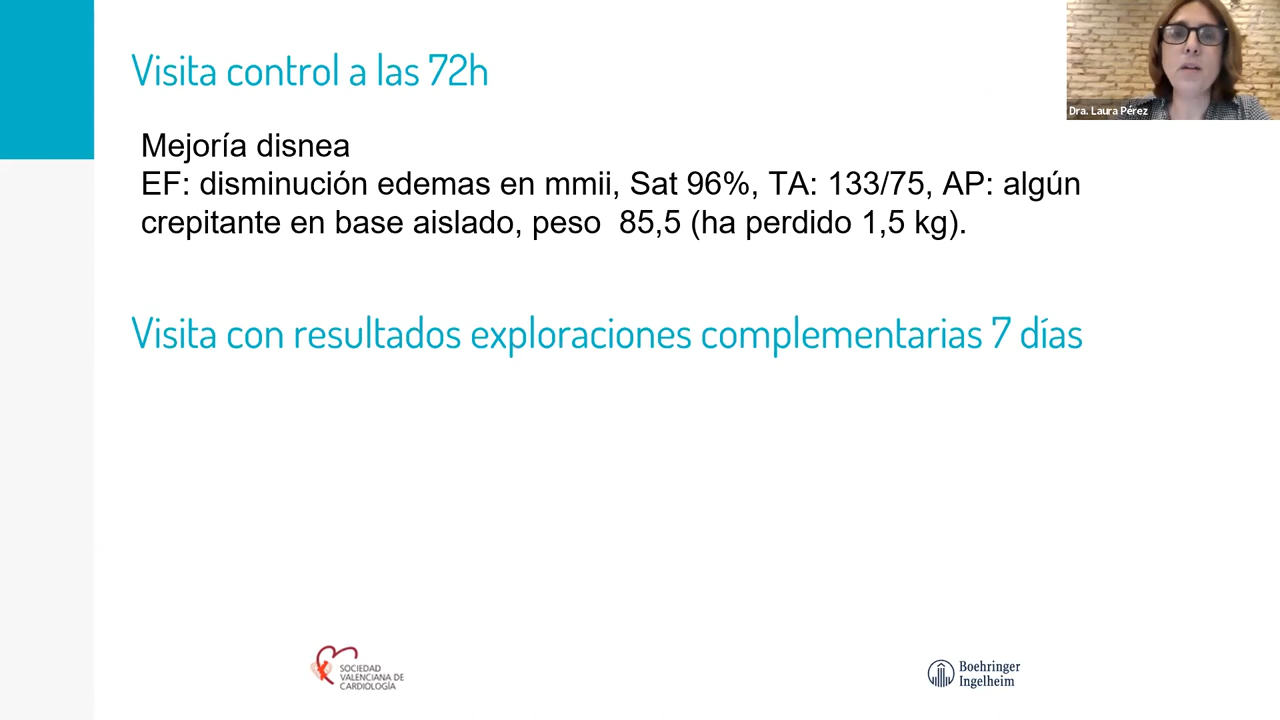 Visita control a las 72h
Dra. Laura Pérez
Mejoría disnea
EF: disminución edemas en mmii, Sat 96%, TA: 133/75, AP: algún
crepitante en base aislado, peso  85,5 (ha perdido 1,5 kg).
Visita con resultados exploraciones complementarias 7 días
SOCIEDAD
VALENCIANA DE
CARDIOLOGÍA
Boehringer
Ingelheim